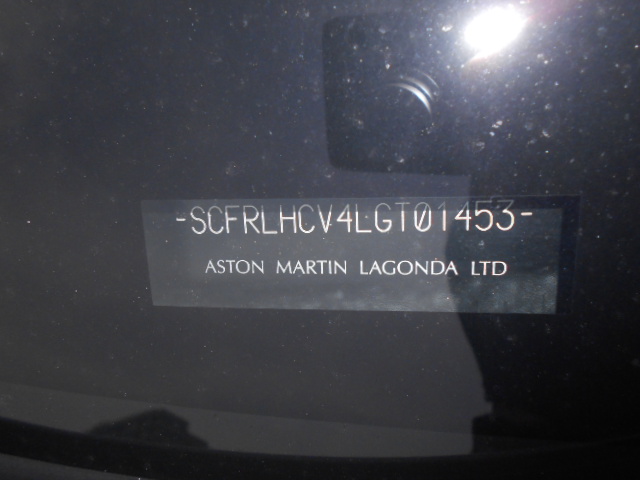 -SCFRLHCV4LGT01453-
ASTON MARTIN LAGONDA LTD